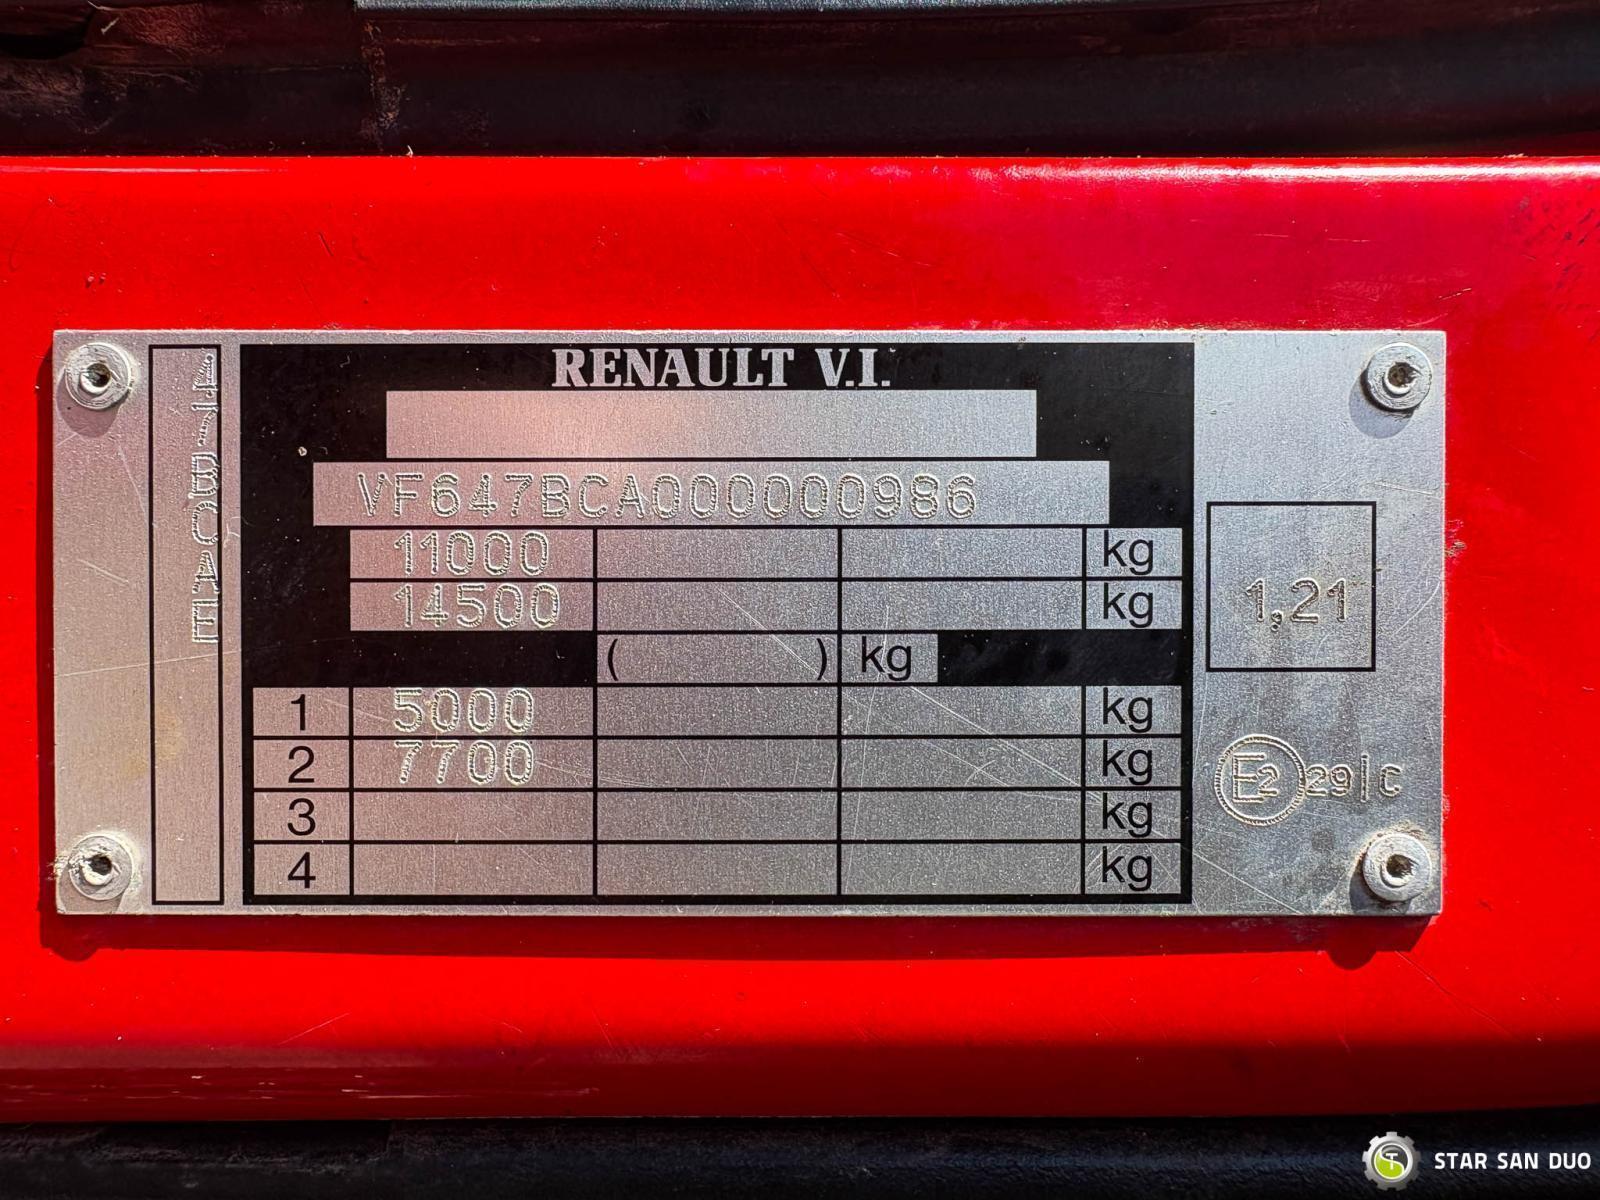 RENAULT V.I.
VF647BCA000000986
11000 kg
14500 kg
( ) kg
1 5000 kg
2 7700 kg
3 kg
4 kg
1,21
E2 29|C
STAR SAN DUO